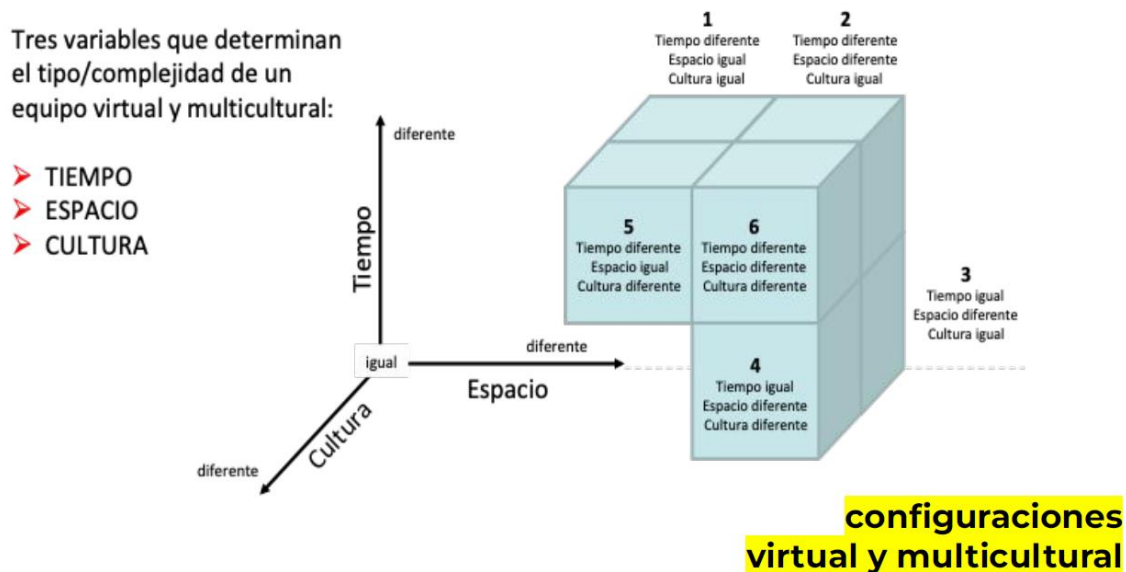 Tres variables que determinan
el tipo/complejidad de un
equipo virtual y multicultural:
TIEMPO
ESPACIO
CULTURA
diferente
Tiempo
igual
diferente
Espacio
Cultura
diferente
1
Tiempo diferente
Espacio igual
Cultura igual
2
Tiempo diferente
Espacio diferente
Cultura igual
5
Tiempo diferente
Espacio igual
Cultura diferente
6
Tiempo diferente
Espacio diferente
Cultura diferente
3
Tiempo igual
Espacio diferente
Cultura igual
4
Tiempo igual
Espacio diferente
Cultura diferente
configuraciones
virtual y multicultural